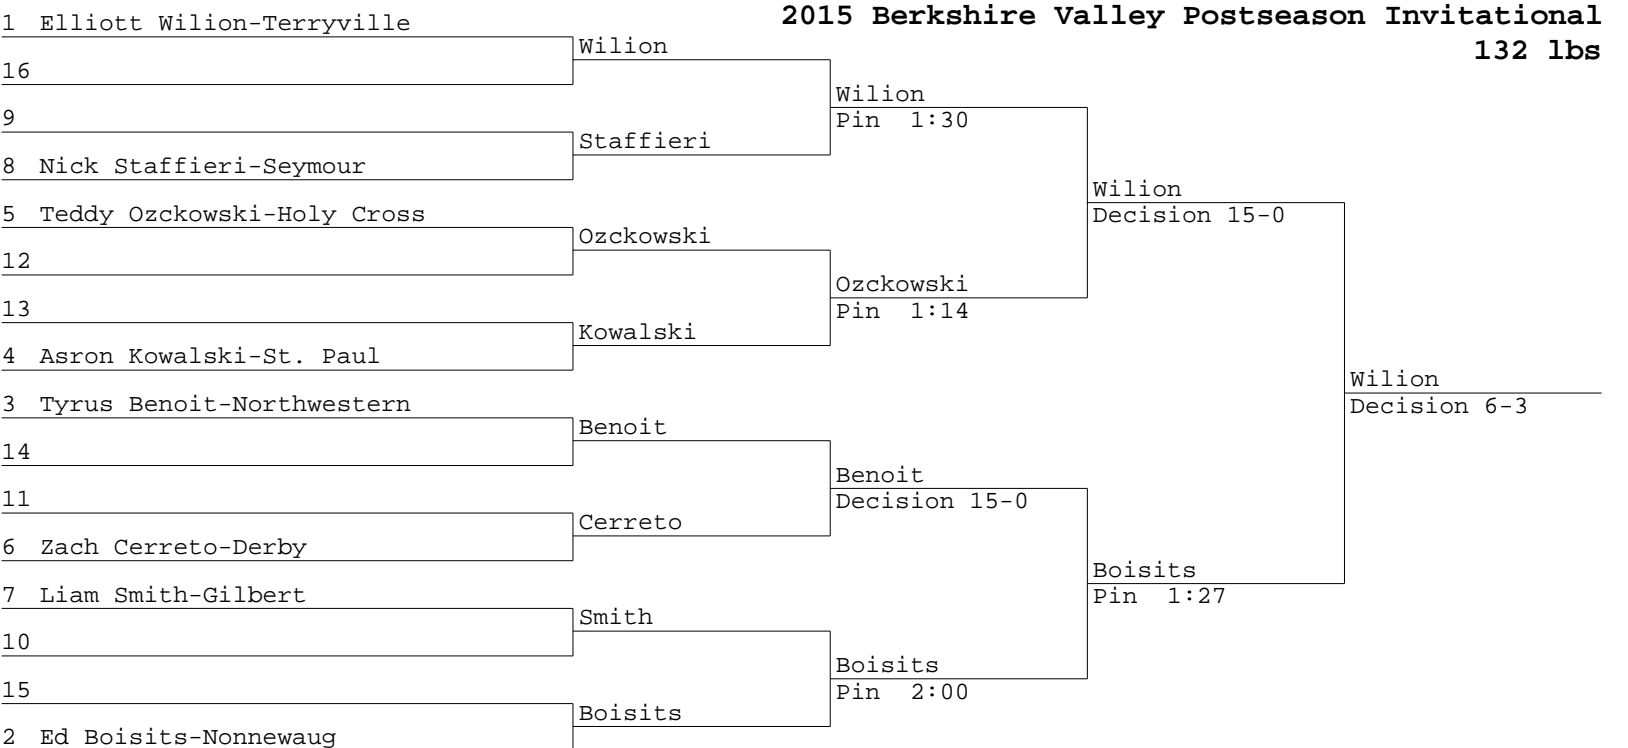 2015 Berkshire Valley Postseason Invitational
132 lbs
1 Elliott Wilion-Terryville
16
9
8 Nick Staffieri-Seymour
5 Teddy Ozckowski-Holy Cross
12
13
4 Asron Kowalski-St. Paul
3 Tyrus Benoit-Northwestern
14
11
6 Zach Cerreto-Derby
7 Liam Smith-Gilbert
10
15
2 Ed Boisits-Nonnewaug
Wilion
Staffieri
Ozckowski
Kowalski
Benoit
Cerreto
Smith
Boisits
Wilion
Pin 1:30
Ozckowski
Pin 1:14
Benoit
Decision 15-0
Boisits
Pin 2:00
Wilion
Decision 15-0
Boisits
Pin 1:27
Wilion
Decision 6-3